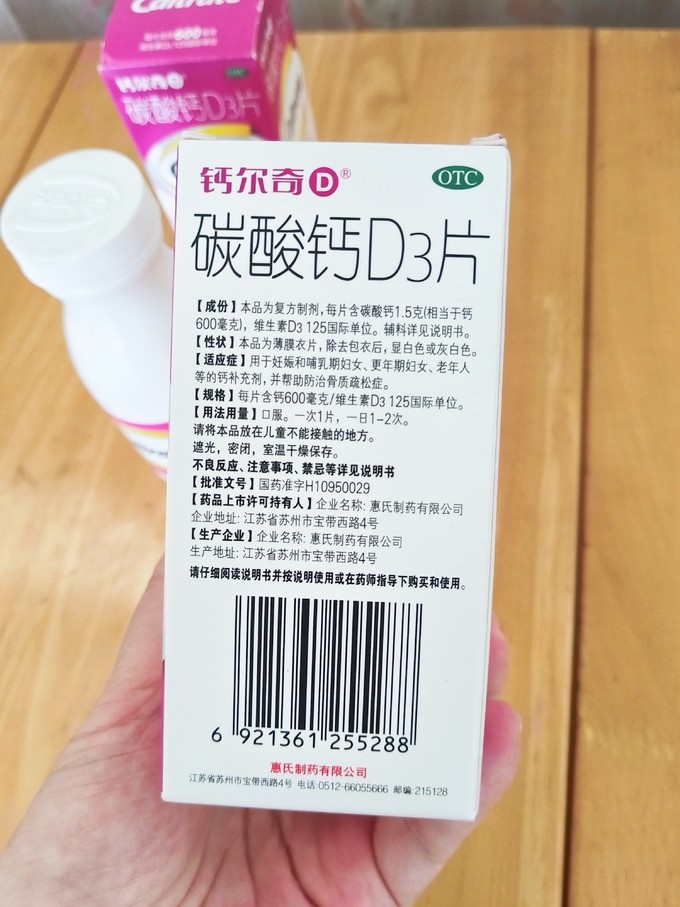 Caltrate
钙尔奇D
OTC
碳酸钙D3片
钙尔奇D®
OTC
碳酸钙D3片
【成份】本品为复方制剂,每片含碳酸钙1.5克(相当于钙
600毫克),维生素D3 125国际单位。辅料详见说明书。
【性状】本品为薄膜衣片,除去包衣后,显白色或灰白色。
【适应症】用于妊娠和哺乳期妇女、更年期妇女、老年人
等的钙补充剂,并帮助防治骨质疏松症。
【规格】每片含钙600毫克/维生素D3 125国际单位。
【用法用量】口服。一次1片,一日1-2次。
请将本品放在儿童不能接触的地方。
遮光,密闭,室温干燥保存。
不良反应、注意事项、禁忌等详见说明书
【批准文号】国药准字H10950029
【药品上市许可持有人】企业名称: 惠氏制药有限公司
企业地址: 江苏省苏州市宝带西路4号
【生产企业】企业名称: 惠氏制药有限公司
生产地址: 江苏省苏州市宝带西路4号
请仔细阅读说明书并按说明使用或在药师指导下购买和使用。
6 921361 255288
惠氏制药有限公司
江苏省苏州市宝带西路4号 电话:0512-66055666 邮编:215128